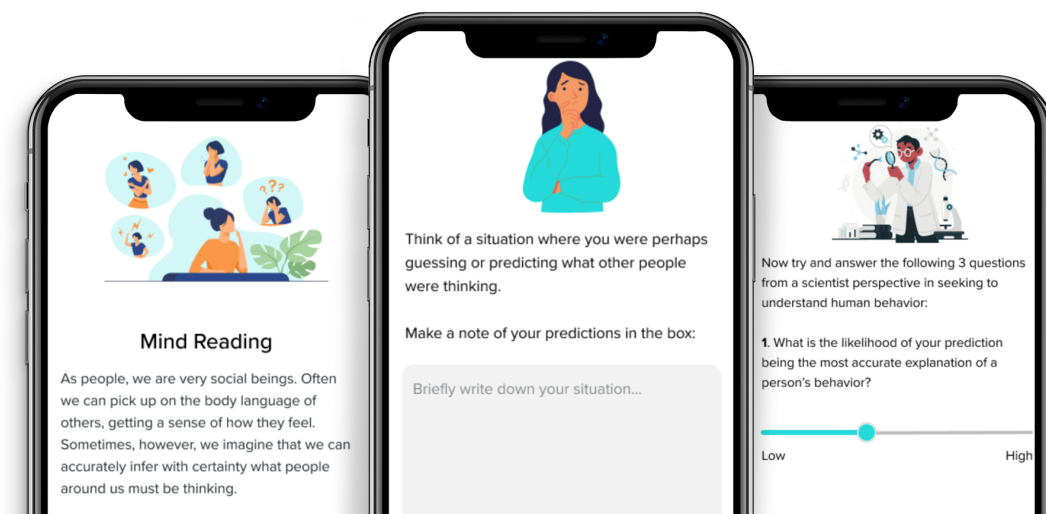 Mind Reading
As people, we are very social beings. Often
we can pick up on the body language of
others, getting a sense of how they feel.
Sometimes, however, we imagine that we can
accurately infer with certainty what people
around us must be thinking.
Think of a situation where you were perhaps
guessing or predicting what other people
were thinking.
Make a note of your predictions in the box:
Briefly write down your situation...
Now try and answer the following 3 questions
from a scientist perspective in seeking to
understand human behavior:
1. What is the likelihood of your prediction
being the most accurate explanation of a
person's behavior?
Low
High
???